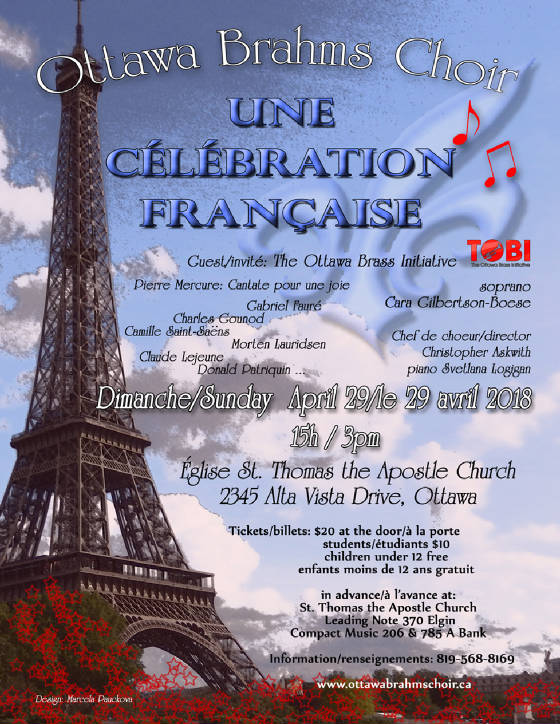 Ottawa Brahms Choir
UNE
CÉLÉBRATION
FRANÇAISE
Guest/invité: The Ottawa Brass Initiative
TOBI
The Ottawa Brass Initiative
Pierre Mercure: Cantate pour une joie
Gabriel Fauré
Charles Gounod
Camille Saint-Saëns
Morten Lauridsen
Claude Lejeune
Donald Patriquin ...
soprano
Cara Gilbertson-Boese
Chef de choeur/director
Christopher Askwith
piano Svetlana Logigan
Dimanche/Sunday April 29/le 29 avril 2018
15h / 3pm
Église St. Thomas the Apostle Church
2345 Alta Vista Drive, Ottawa
Tickets/billets: $20 at the door/à la porte
students/étudiants $10
children under 12 free
enfants moins de 12 ans gratuit
in advance/à l'avance at:
St. Thomas the Apostle Church
Leading Note 370 Elgin
Compact Music 206 & 785 A Bank
Information/renseignements: 819-568-8169
www.ottawabrahmschoir.ca
Design: Marcela Pauckova